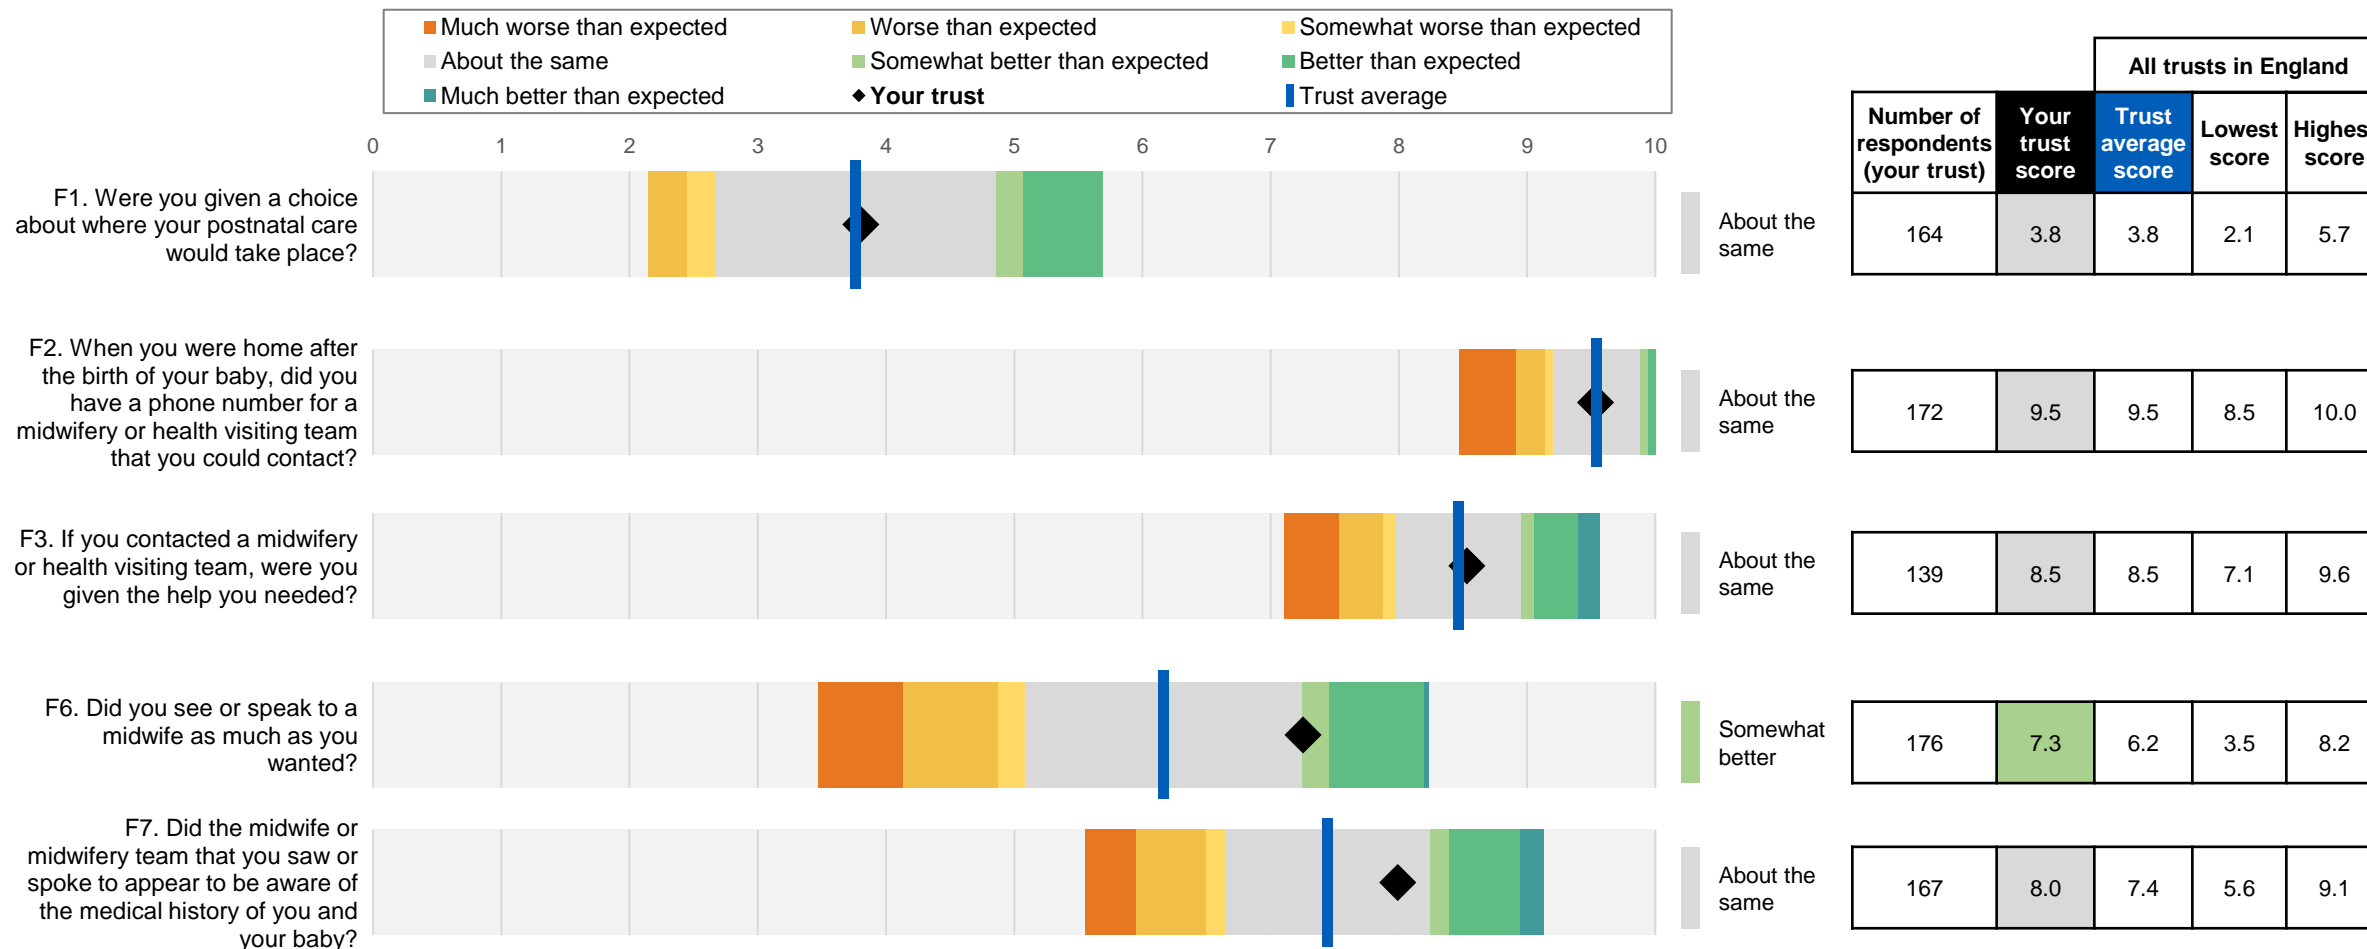 Much worse than expected
Worse than expected
Somewhat worse than expected
About the same
Somewhat better than expected
Better than expected
Much better than expected
Your trust
Trust average
All trusts in England
Number of
respondents
(your trust)
Your
trust
score
Trust
average
score
Lowest
score
Highes
score
0 1 2 3 4 5 6 7 8 9 10
F1. Were you given a choice
about where your postnatal care
would take place?
About the
same
164 3.8 3.8 2.1 5.7
F2. When you were home after
the birth of your baby, did you
have a phone number for a
midwifery or health visiting team
that you could contact?
About the
same
172 9.5 9.5 8.5 10.0
F3. If you contacted a midwifery
or health visiting team, were you
given the help you needed?
About the
same
139 8.5 8.5 7.1 9.6
F6. Did you see or speak to a
midwife as much as you
wanted?
Somewhat
better
176 7.3 6.2 3.5 8.2
F7. Did the midwife or
midwifery team that you saw or
spoke to appear to be aware of
the medical history of you and
your baby?
About the
same
167 8.0 7.4 5.6 9.1